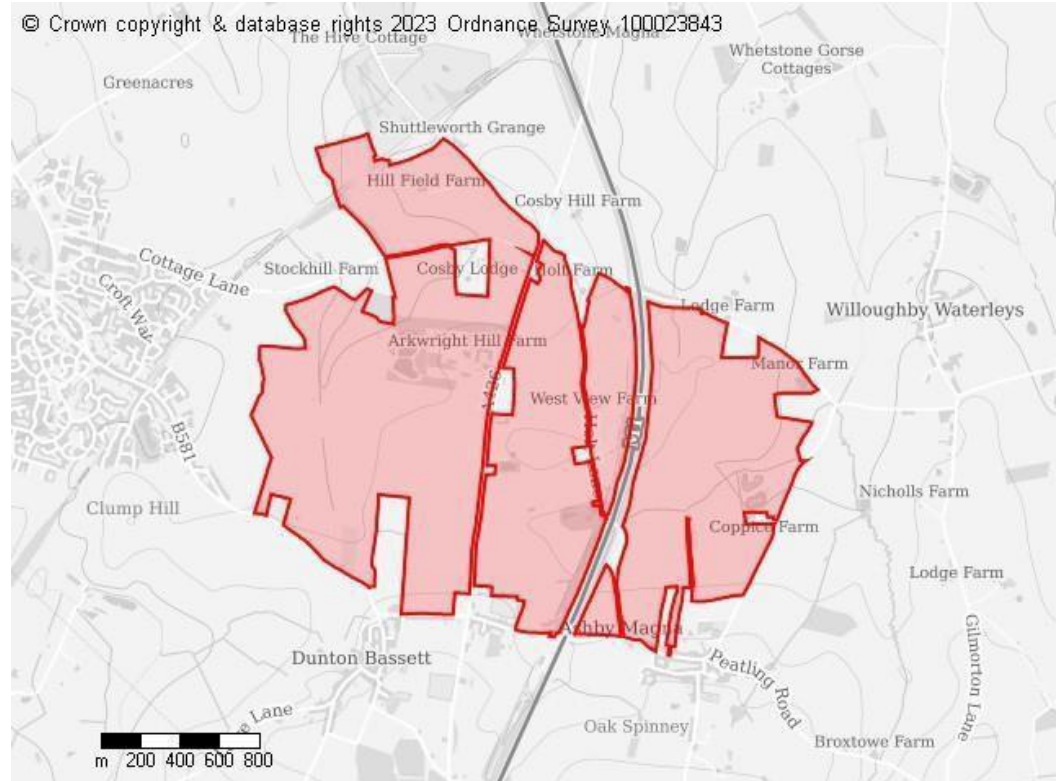 © Crown copyright & database rights 2023 Ordnance Survey 100023843
The Hive Cottage
Whetstone Magna
Whetstone Gorse
Cottages
Greenacres
Shuttleworth Grange
Hill Field Farm
Cosby Hill Farm
Cottage Lane
Stockhill Farm
Cosby Lodge
Holt Farm
Lodge Farm
Willoughby Waterleys
Croft Way
Arkwright Hill Farm
Manor Farm
A426
West View Farm
M1
B581
Nicholls Farm
Clump Hill
Coppice Farm
Lodge Farm
Ashby Magna
Gilmorton Lane
Dunton Bassett
Peatling Road
Lane
Oak Spinney
Broxtowe Farm
m 200 400 600 800